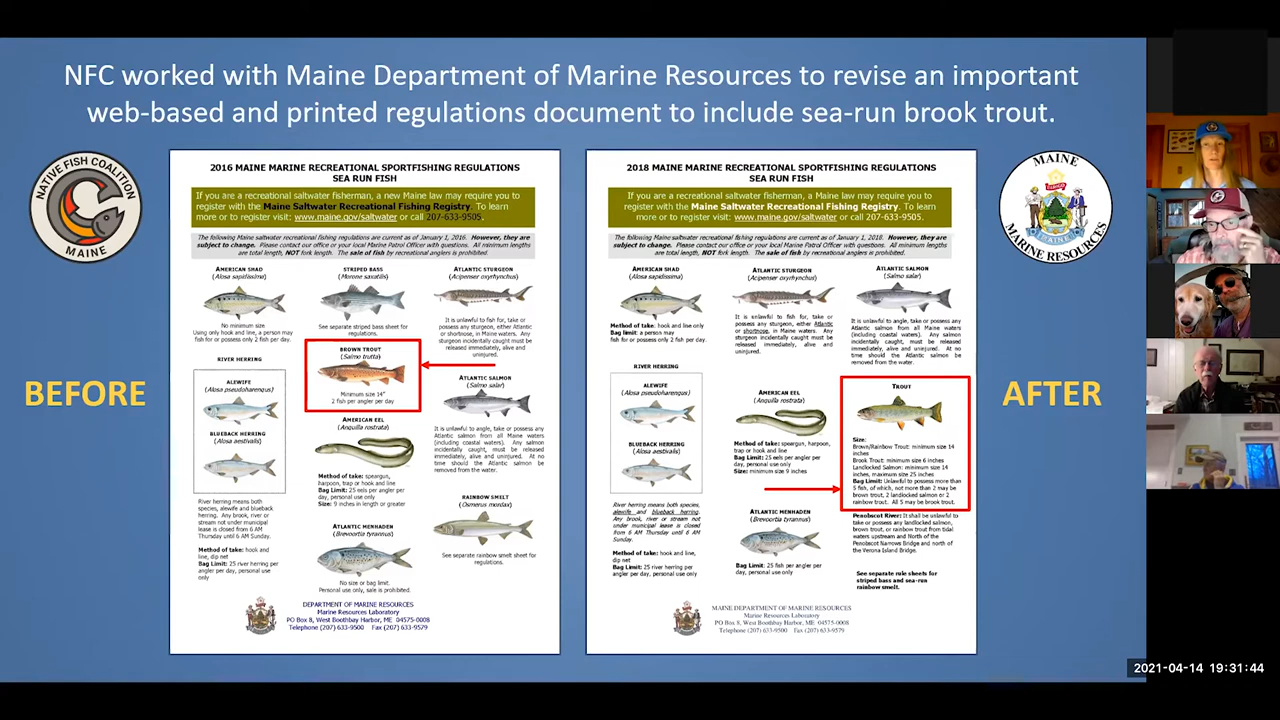 NFC worked with Maine Department of Marine Resources to revise an important
web-based and printed regulations document to include sea-run brook trout.
NATIVE FISH COALITION
MAINE
BEFORE
2016 MAINE MARINE RECREATIONAL SPORTFISHING REGULATIONS
SEA RUN FISH
If you are a recreational saltwater fisherman, a new Maine law may require you to
register with the Maine Saltwater Recreational Fishing Registry. To learn
more or to register visit: www.maine.gov/saltwater or call 207-633-9505.
The following Maine saltwater recreational fishing regulations are current as of January 1, 2016. However, they are
subject to change. Please contact our office or your local Marine Patrol Officer with questions. All minimum lengths
are total length, NOT fork length. The sale of fish by recreational anglers is prohibited.
AMERICAN SHAD
(Alosa sapidissima)
No minimum size
Using only hook and line, a person may
fish for or possess only 2 fish per day.
RIVER HERRING
ALEWIFE
(Alosa pseudoharengus)
BLUEBACK HERRING
(Alosa aestivalis)
River herring means both
species, alewife and blueback
herring. Any brook, river or
stream not under municipal
lease is closed from 6 AM
Thursday until 6 AM Sunday.
Method of take: hook and
line, dip net
Bag Limit: 25 river herring per
angler per day, personal use
only
STRIPED BASS
(Morone saxatilis)
See separate striped bass sheet for
regulations.
BROWN TROUT
(Salmo trutta)
Minimum size 14"
2 fish per angler per day
AMERICAN EEL
(Anguilla rostrata)
Method of take: speargun,
harpoon, trap or hook and line
Bag Limit: 25 eels per angler per
day, personal use only
Size: 9 inches in length or greater
ATLANTIC MENHADEN
(Brevoortia tyrannus)
No size or bag limit.
Personal use only, sale is prohibited.
ATLANTIC STURGEON
(Acipenser oxyrhynchus)
It is unlawful to fish for, take or
possess any sturgeon, either Atlantic
or shortnose, in Maine waters. Any
sturgeon incidentally caught must be
released immediately, alive and
uninjured.
ATLANTIC SALMON
(Salmo salar)
It is unlawful to angle, take or possess any
Atlantic salmon from all Maine waters
(including coastal waters). Any salmon
incidentally caught, must be released
immediately, alive and uninjured. At no
time should the Atlantic salmon be
removed from the water.
RAINBOW SMELT
(Osmerus mordax)
See separate rainbow smelt sheet for
regulations.
DEPARTMENT OF MARINE RESOURCES
Marine Resources Laboratory
PO Box 8, West Boothbay Harbor, ME 04575-0008
Telephone (207) 633-9500 Fax (207) 633-9579
2018 MAINE MARINE RECREATIONAL SPORTFISHING REGULATIONS
SEA RUN FISH
If you are a recreational saltwater fisherman, a Maine law may require you to
register with the Maine Saltwater Recreational Fishing Registry. To learn
more or to register visit: www.maine.gov/saltwater or call 207-633-9505.
The following Maine saltwater recreational fishing regulations are current as of January 1, 2018. However, they are
subject to change. Please contact our office or your local Marine Patrol Officer with questions. All minimum lengths
are total length, NOT fork length. The sale of fish by recreational anglers is prohibited.
AMERICAN SHAD
(Alosa sapidissima)
Method of take: hook and line only
Bag limit: a person may
fish for or possess only 2 fish per day.
RIVER HERRING
ALEWIFE
(Alosa pseudoharengus)
BLUEBACK HERRING
(Alosa aestivalis)
River herring means both species,
alewife and blueback herring.
Any brook, river or stream
not under municipal lease is
closed from 6 AM
Thursday until 6 AM
Sunday.
Method of take: hook and line,
dip net
Bag Limit: 25 river herring per
angler per day, personal use only
ATLANTIC STURGEON
(Acipenser oxyrhynchus)
It is unlawful to fish for, take or
possess any sturgeon, either Atlantic
or shortnose, in Maine waters. Any
sturgeon incidentally caught must be
released immediately, alive and
uninjured.
AMERICAN EEL
(Anguilla rostrata)
Method of take: speargun, harpoon,
trap or hook and line
Bag Limit: 25 eels per angler per
day, personal use only
Size: minimum size 9 inches
ATLANTIC MENHADEN
(Brevoortia tyrannus)
Bag Limit: 25 fish per angler per
day, personal use only
ATLANTIC SALMON
(Salmo salar)
It is unlawful to angle, take or possess any
Atlantic salmon from all Maine waters
(including coastal waters). Any salmon
incidentally caught, must be released
immediately, alive and uninjured. At no
time should the Atlantic salmon be
removed from the water.
TROUT
Size:
Brown/Rainbow Trout: minimum size 14
inches
Brook Trout: minimum size 6 inches
Landlocked Salmon: minimum size 14
inches, maximum size 25 inches
Bag Limit: Unlawful to possess more than
5 fish, of which, not more than 2 may be
brown trout, 2 landlocked salmon or 2
rainbow trout. All 5 may be brook trout.
Penobscot River: It shall be unlawful to
take or possess any landlocked salmon,
brown trout, or rainbow trout from tidal
waters upstream and North of the
Penobscot Narrows Bridge and north of
the Verona Island Bridge.
See separate rule sheets for
striped bass and sea-run
rainbow smelt.
MAINE DEPARTMENT OF MARINE RESOURCES
Marine Resources Laboratory
PO Box 8, West Boothbay Harbor, ME 04575-0008
Telephone (207) 633-9500 Fax (207) 633-9579
MAINE
MARINE RESOURCES
AFTER
2021-04-14 19:31:44